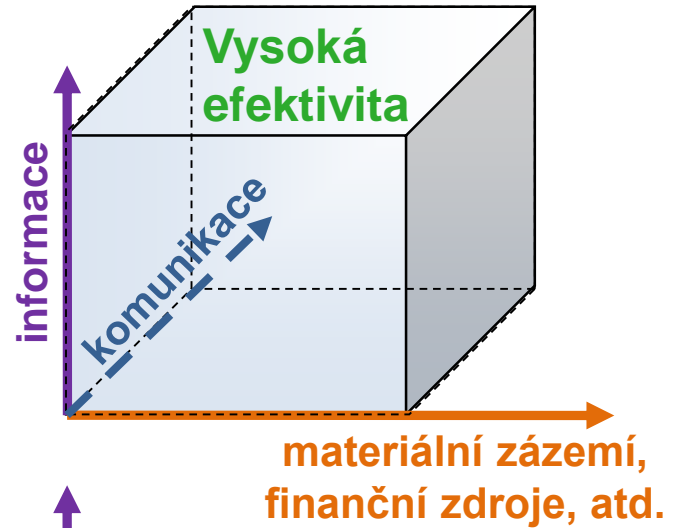 Vysoká
efektivita
informace
komunikace
materiální zázemí,
finanční zdroje, atd.